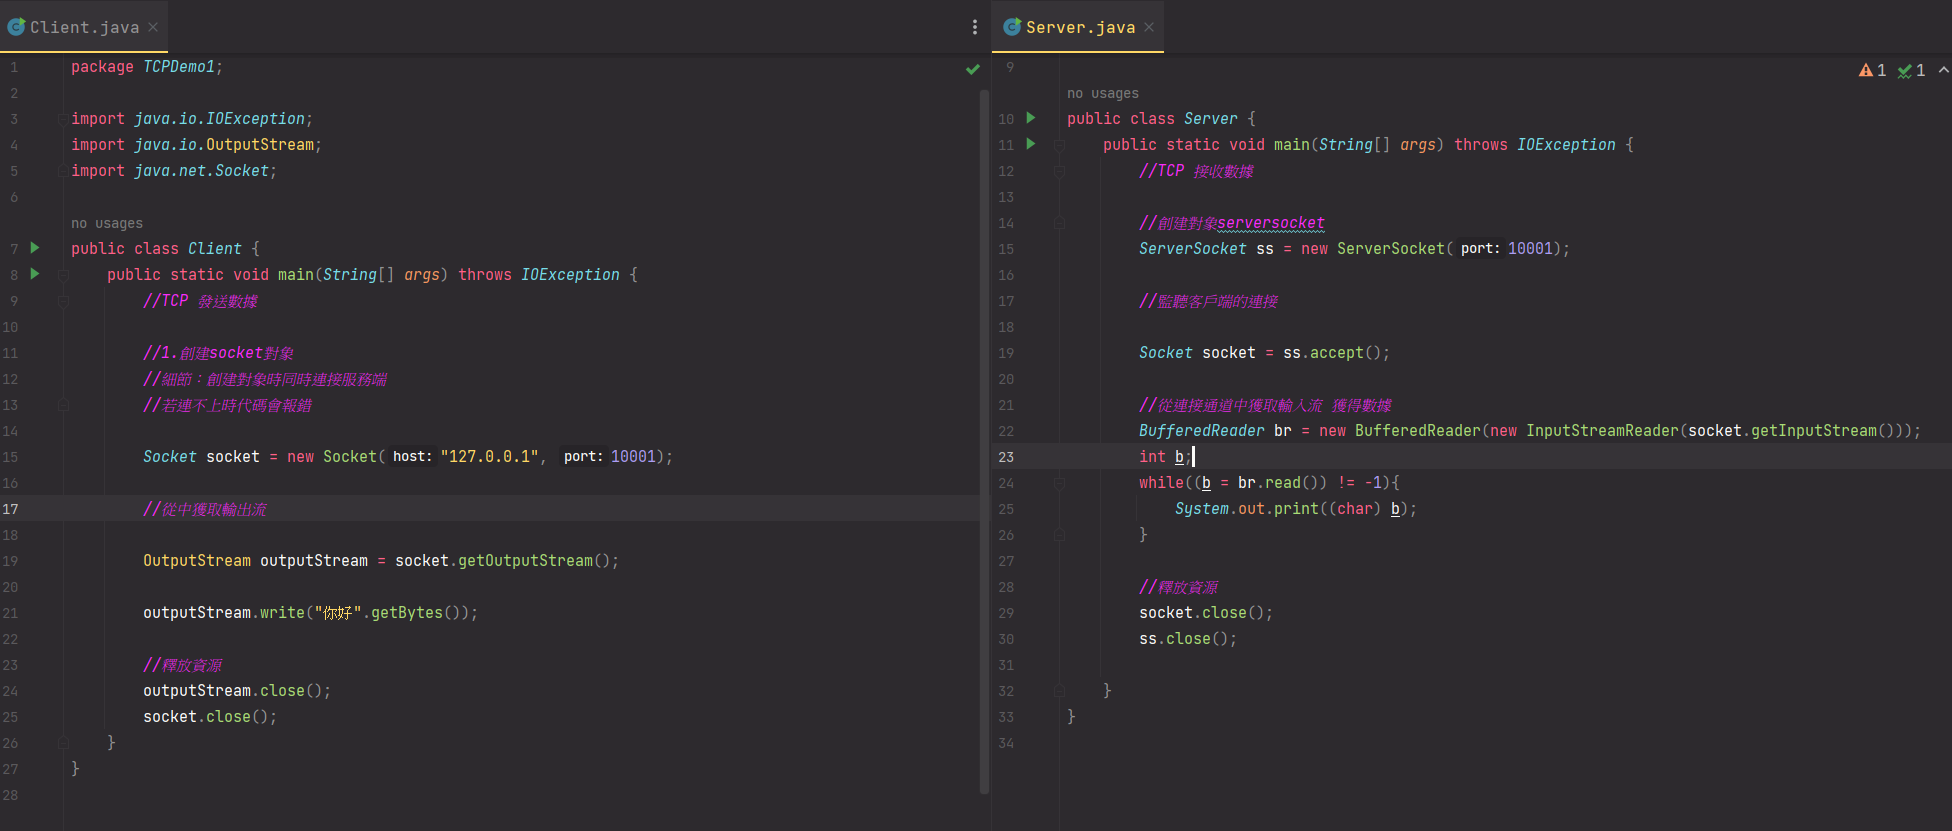 Client.java
1 package TCPDemo1;
2
3 import java.io.IOException;
4 import java.io.OutputStream;
5 import java.net.Socket;
6
no usages
7 public class Client {
8 public static void main(String[] args) throws IOException {
9 //TCP 發送數據
10
11 //1.創建socket對象
12 //細節：創建對象時同時連接服務端
13 //若連不上時代碼會報錯
14
15 Socket socket = new Socket( host: "127.0.0.1", port: 10001);
16
17 //從中獲取輸出流
18
19 OutputStream outputStream = socket.getOutputStream();
20
21 outputStream.write("你好".getBytes());
22
23 //釋放資源
24 outputStream.close();
25 socket.close();
26 }
27 }
28
Server.java
9
1 1
no usages
10 public class Server {
11 public static void main(String[] args) throws IOException {
12 //TCP 接收數據
13
14 //創建對象serversocket
15 ServerSocket ss = new ServerSocket( port: 10001);
16
17 //監聽客戶端的連接
18
19 Socket socket = ss.accept();
20
21 //從連接通道中獲取輸入流 獲得數據
22 BufferedReader br = new BufferedReader(new InputStreamReader(socket.getInputStream()));
23 int b;
24 while((b = br.read()) != -1){
25 System.out.print((char) b);
26 }
27
28 //釋放資源
29 socket.close();
30 ss.close();
31
32 }
33 }
34